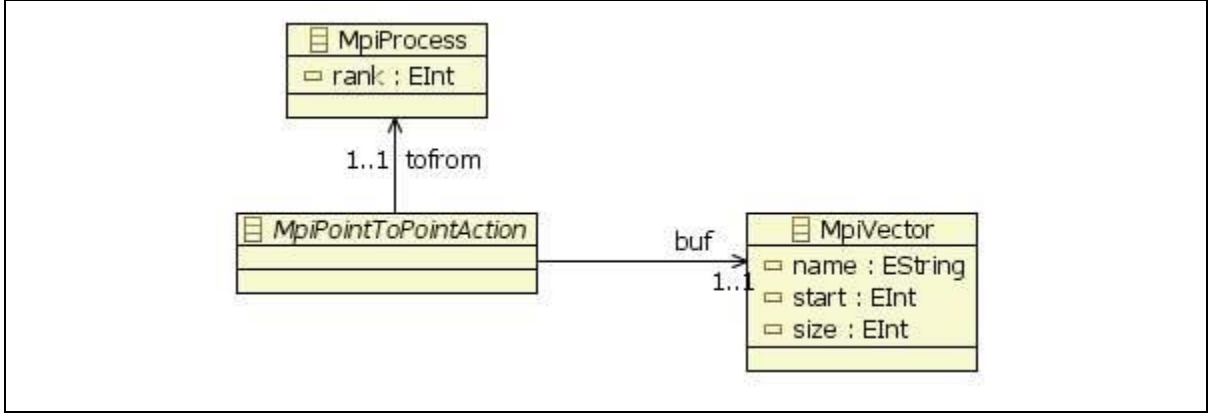 MpiProcess
rank : EInt
1..1 tofrom
MpiPointToPointAction
buf
1..1
MpiVector
name : EString
start : EInt
size : EInt